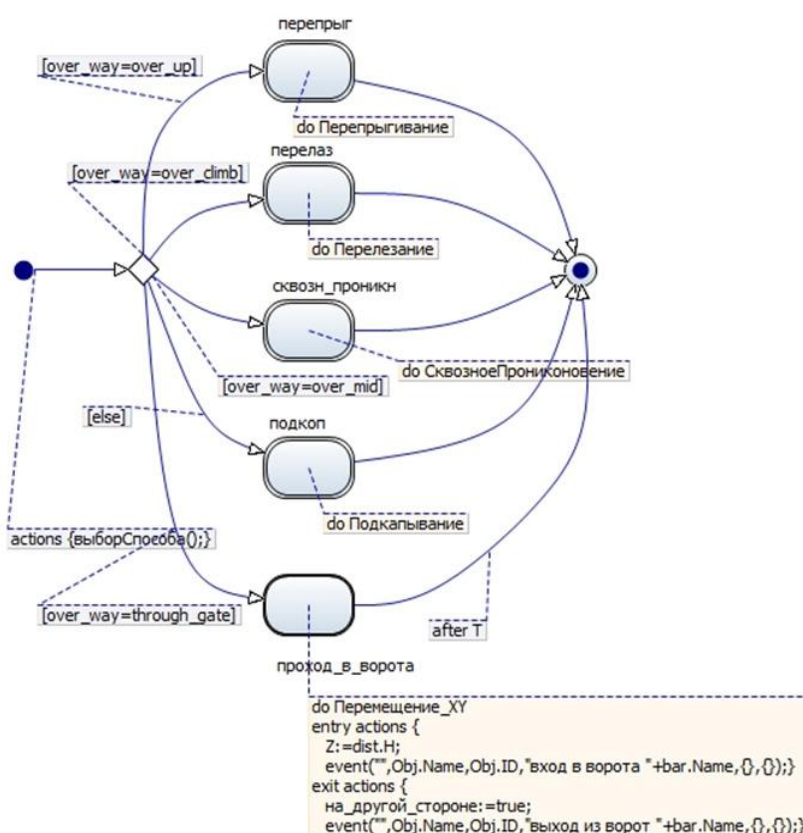 перепрыг
[over_way=over_up]
do Перепрыгивание
перелаз
[over_way=over_climb]
do Перелезание
сквозн_проникн
do СквозноеПрониконовение
[over_way=over_mid]
[else]
подкоп
do Подкапывание
actions {выборСпособа();}
[over_way=through_gate]
after T
проход_в_ворота
do Перемещение_XY
entry actions {
Z:=dist.H;
event("",Obj.Name,Obj.ID,"вход в ворота "+bar.Name,{},{});}
exit actions {
на_другой_стороне:=true;
event("",Obj.Name,Obj.ID,"выход из ворот "+bar.Name,{},{});}